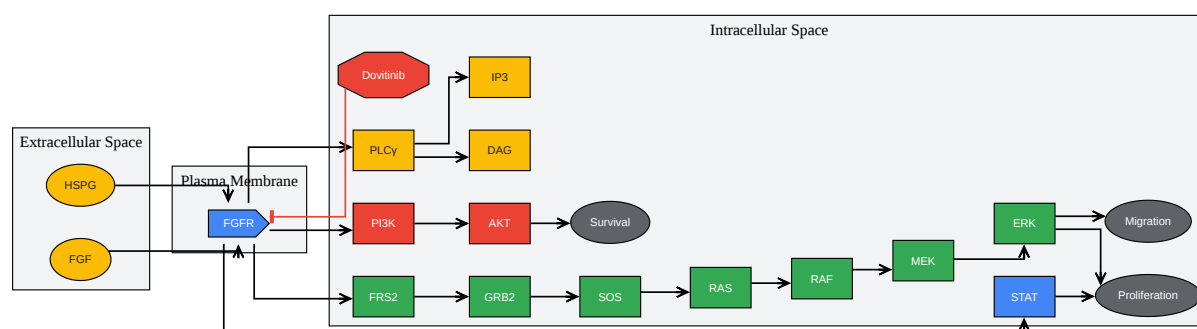 Intracellular Space
Dovitinib
IP3
Extracellular Space
PLCγ
DAG
HSPG
Plasma Membrane
FGFR
PI3K
AKT
Survival
ERK
Migration
FGF
MEK
RAF
RAS
FRS2
GRB2
SOS
STAT
Proliferation